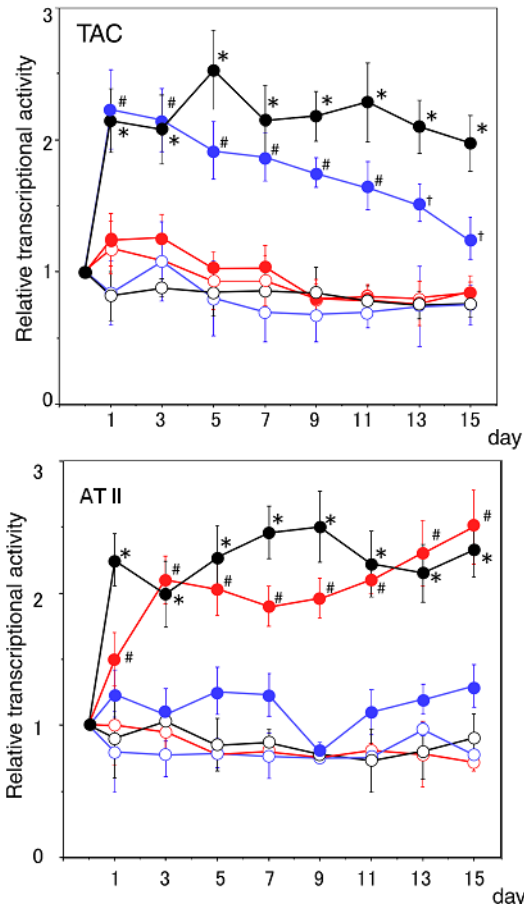 TAC
Relative transcriptional activity
3
2
1
0
# # # # # # † †
* * * * * * * *
1 3 5 7 9 11 13 15
day
AT II
Relative transcriptional activity
3
2
1
0
* * * * * * * *
# # # # # # # #
1 3 5 7 9 11 13 15
day